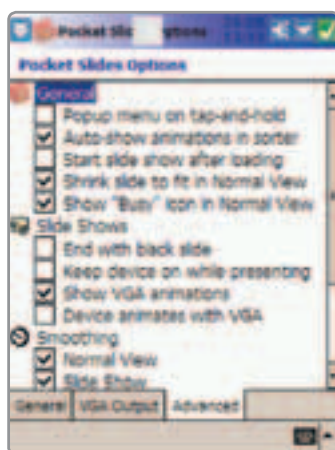 Pocket Slides Options
General
Popup menu on tap-and-hold
Auto-show animations in sorter
Start slide show after loading
Shrink slide to fit in Normal View
Show "Busy" icon in Normal View
Slide Shows
End with back slide
Keep device on while presenting
Show VGA animations
Device animates with VGA
Smoothing
Normal View
Slide Show
General VGA Output Advanced